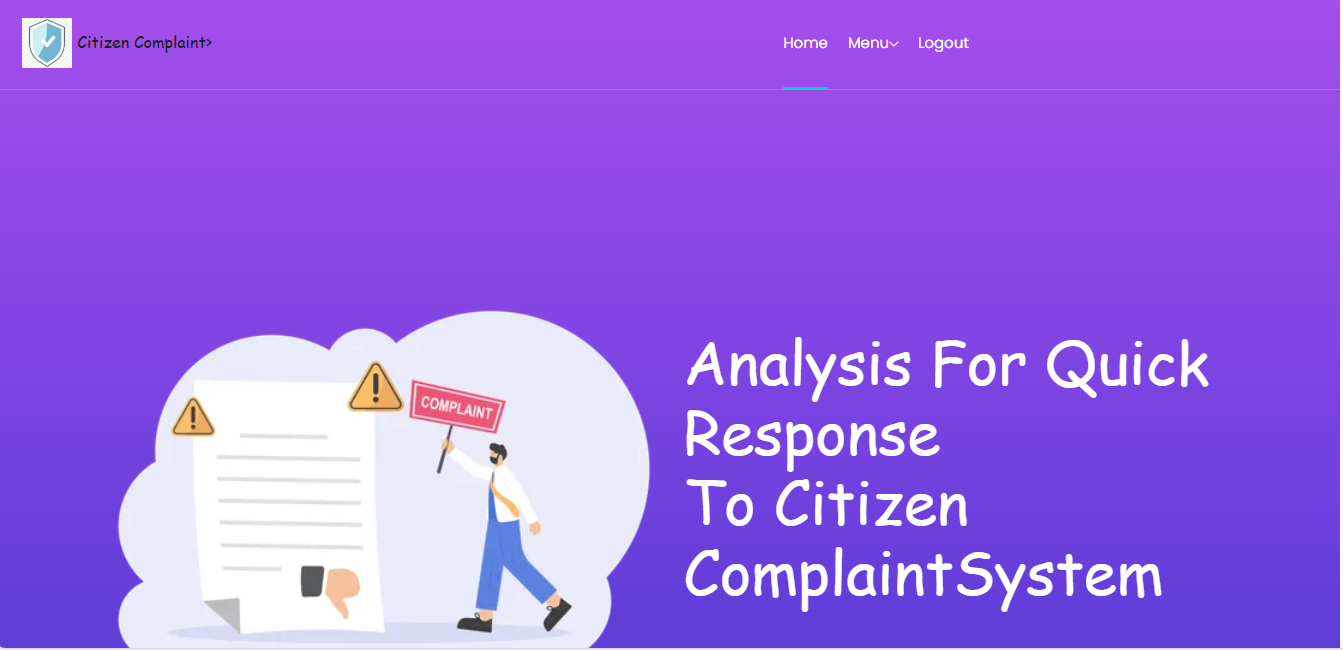 Citizen Complaint>
Home Menu Logout
COMPLAINT
Analysis For Quick
Response
To Citizen
ComplaintSystem